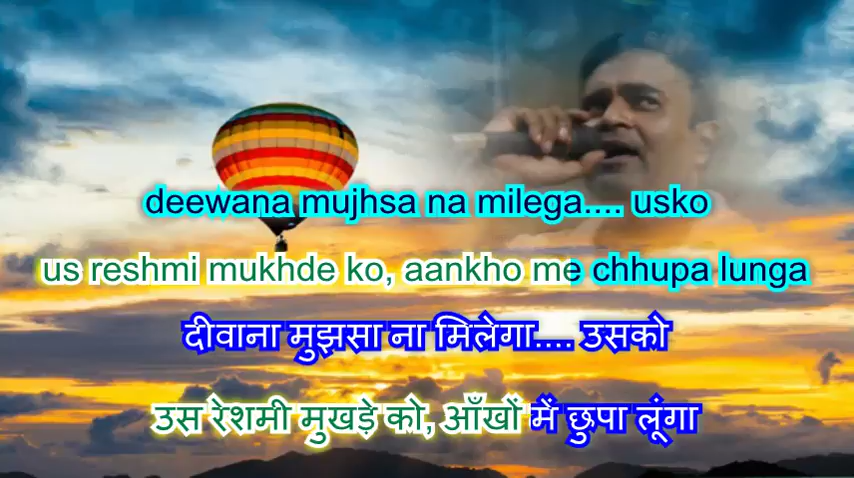 deewana mujhsa na milega.... usko
us reshmi mukhde ko, aankho me chhupa lunga
दीवाना मुझसा ना मिलेगा.... उसको
उस रेशमी मुखड़े को, आँखों में छुपा लूंगा